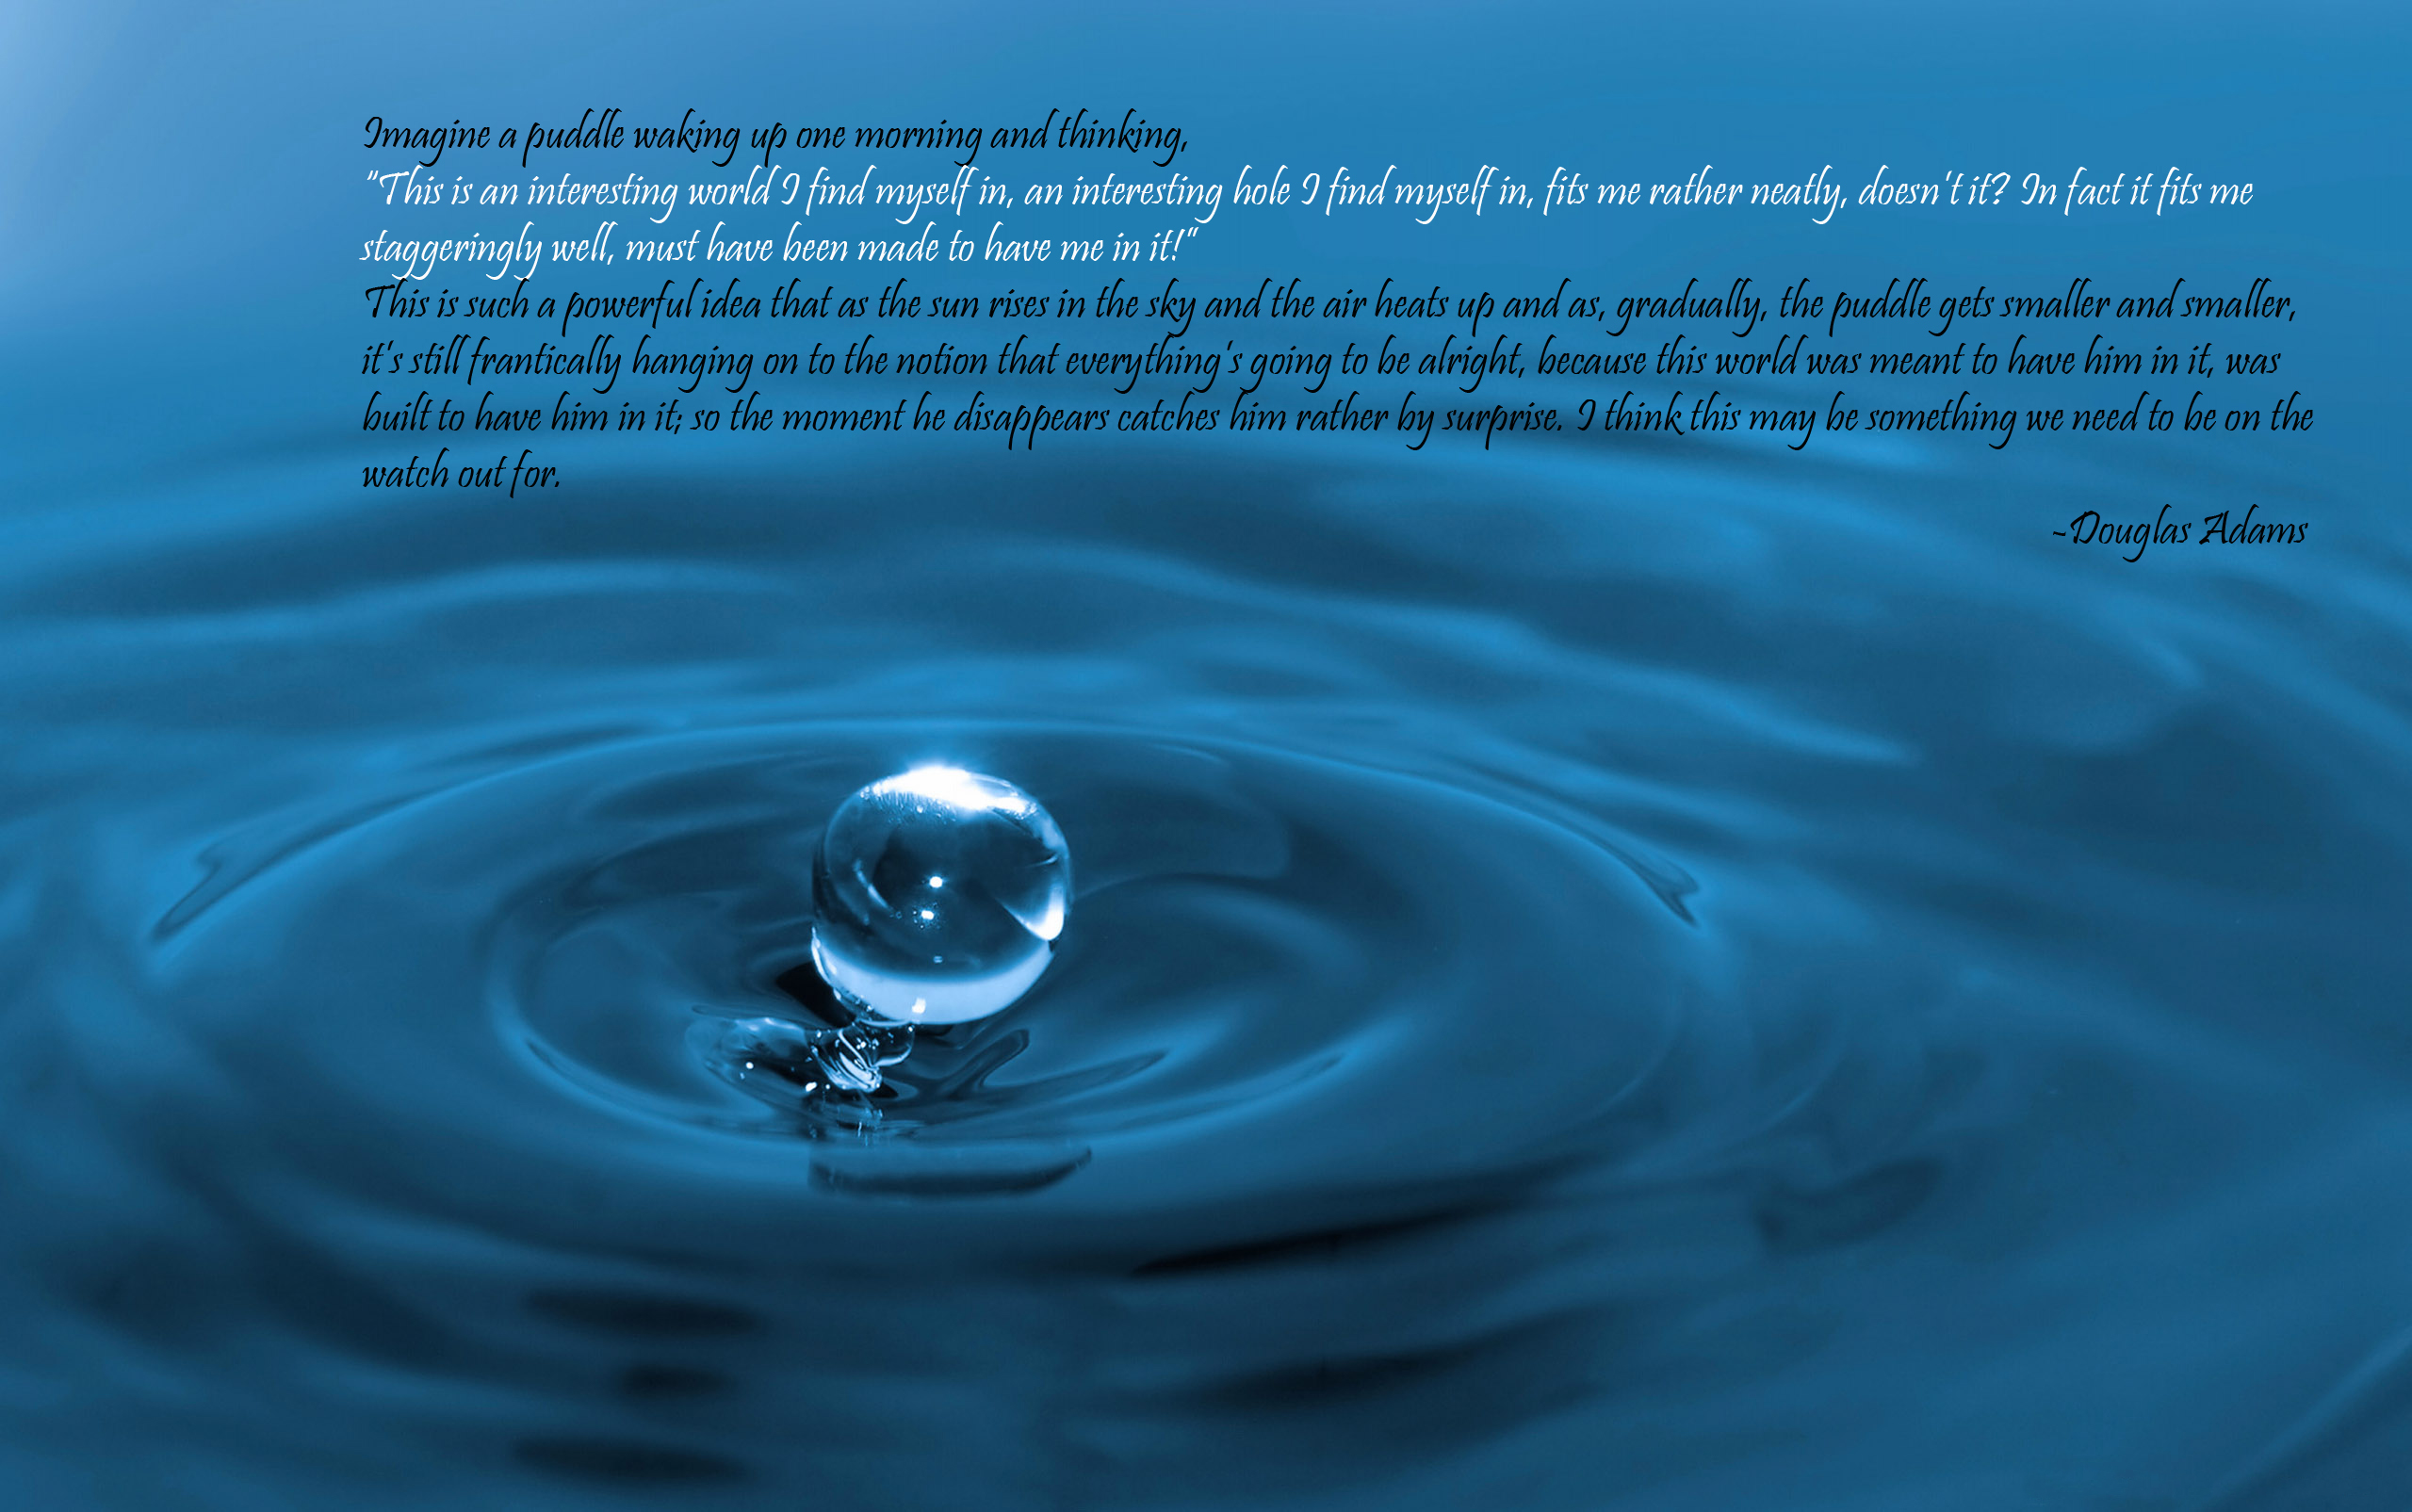 Imagine a puddle waking up one morning and thinking,
"This is an interesting world I find myself in, an interesting hole I find myself in, fits me rather neatly, doesn't it? In fact it fits me
staggeringly well, must have been made to have me in it!"
This is such a powerful idea that as the sun rises in the sky and the air heats up and as, gradually, the puddle gets smaller and smaller,
it's still frantically hanging on to the notion that everything's going to be alright, because this world was meant to have him in it, was
built to have him in it; so the moment he disappears catches him rather by surprise. I think this may be something we need to be on the
watch out for.
~Douglas Adams